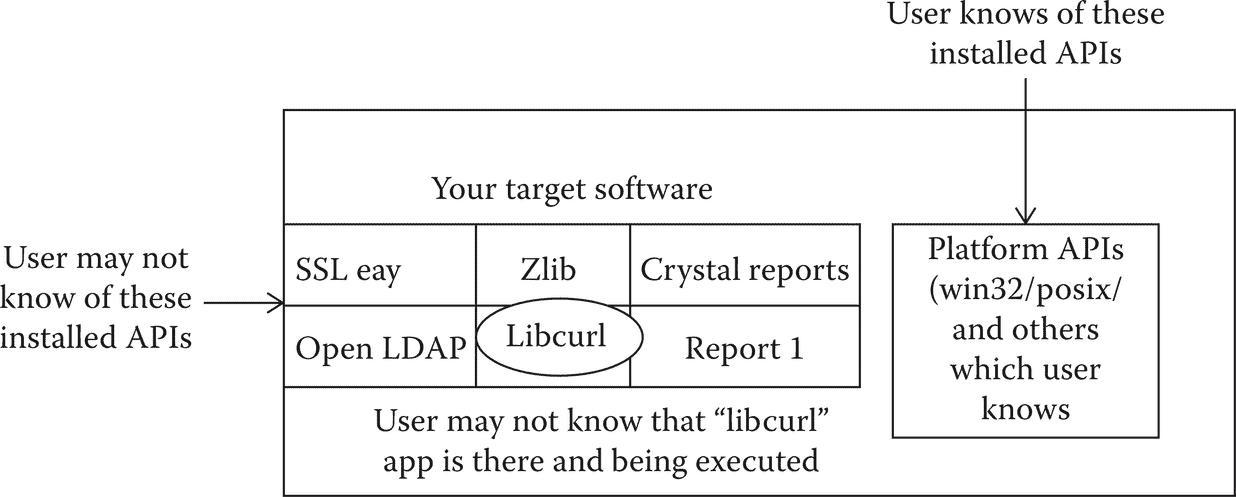 User knows of these
installed APIs
Your target software
User may not
know of these
installed APIs
SSL eay
Zlib
Crystal reports
Open LDAP
Libcurl
Report 1
Platform APIs
(win32/posix/
and others
which user
knows
User may not know that “libcurl”
app is there and being executed